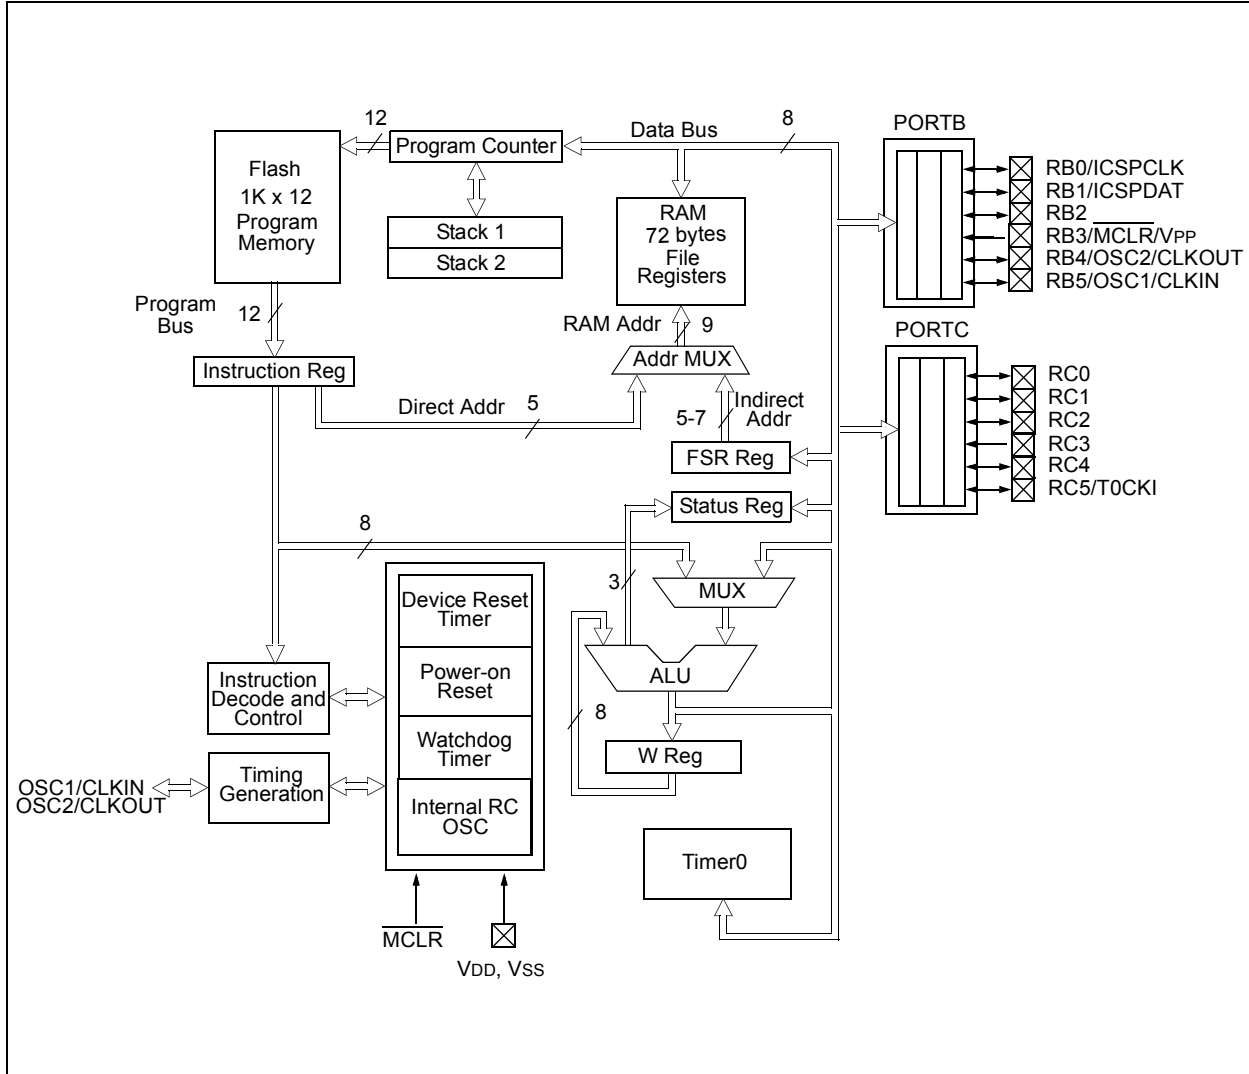 12
Program Counter
Data Bus
8
PORTB
Flash
1K x 12
Program
Memory
Stack 1
Stack 2
RAM
72 bytes
File
Registers
RB0/ICSPCLK
RB1/ICSPDAT
RB2
RB3/MCLR/VPP
RB4/OSC2/CLKOUT
RB5/OSC1/CLKIN
Program
Bus
12
RAM Addr
9
PORTC
Instruction Reg
Addr MUX
Direct Addr
5
5-7
Indirect
Addr
RC0
RC1
RC2
RC3
RC4
RC5/T0CKI
FSR Reg
Status Reg
8
3
MUX
Device Reset
Timer
ALU
Instruction
Decode and
Control
Power-on
Reset
8
Watchdog
Timer
W Reg
OSC1/CLKIN
OSC2/CLKOUT
Timing
Generation
Internal RC
OSC
Timer0
MCLR
VDD, VSS